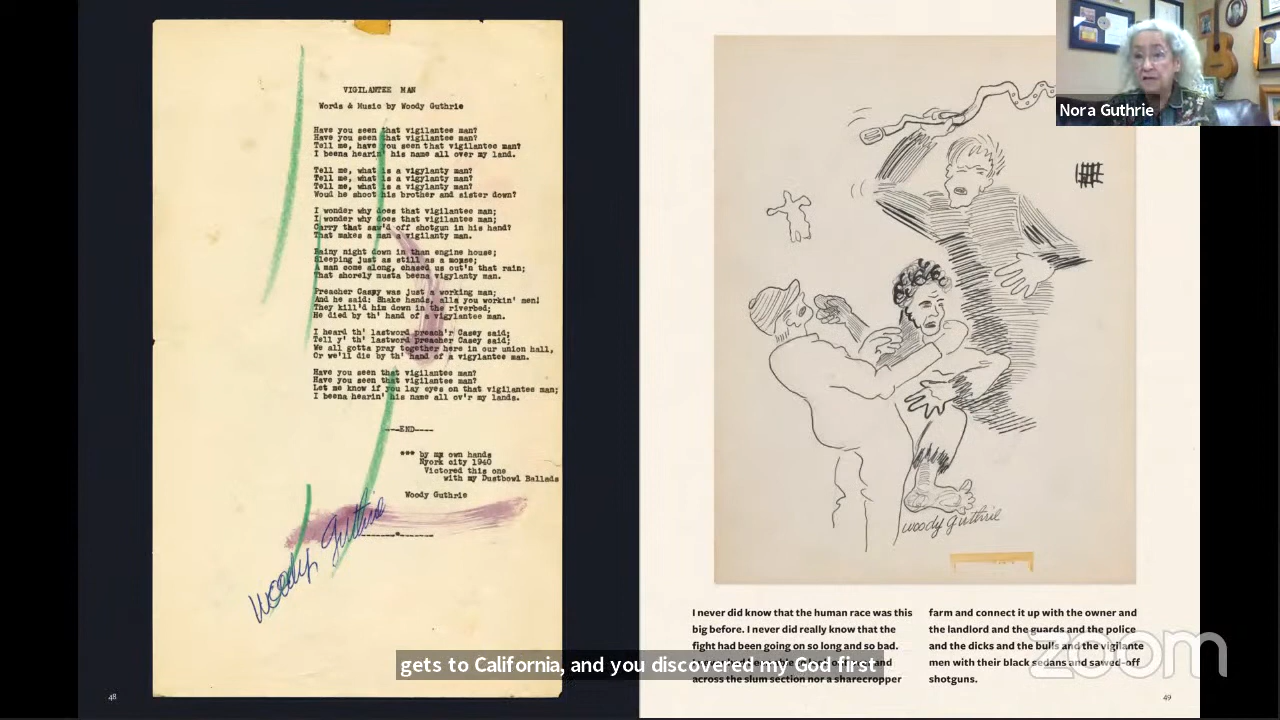 VIGILANTEE MAN
Words & Music by Woody Guthrie
Have you seen that vigilantee man?
Have you seen that vigilantee man?
Tell me, have you seen that vigilantee man?
I beena hearin' his name all over my land.
Tell me, what is a vigylanty man?
Tell me, what is a vigylanty man?
Tell me, what is a vigylanty man?
Woud he shoot his brother and sister down?
I wonder why does that vigilantee man;
I wonder why does that vigilantee man;
Carry that saw'd off shotgun in his hand?
That makes a man a vigilanty man.
Rainy night down in than engine house;
Sleeping just as still as a mouse;
A man come along, chased us out'n that rain;
That shorely musta beena vigylanty man.
Preacher Casey was just a working man;
And he said: Shake hands, alla you workin' men!
They kill'd him down in the riverbed;
He died by th' hand of a vigylantee man.
I heard th' lastword preach'r Casey said;
Tell y' th' lastword preacher Casey said;
We all gotta pray together here in our union hall,
Or we'll die by th' hand of a vigylantee man.
Have you seen that vigilantee man?
Have you seen that vigilantee man?
Let me know if you lay eyes on that vigilantee man;
I beena hearin' his name all ov'r my lands.
----END----
*** by my own hands
Nyork city 1940
Victored this one
with my Dustbowl Ballads
Woody Guthrie
Woody Guthrie
48
woody guthrie
I never did know that the human race was this
big before. I never did really know that the
fight had been going on so long and so bad.
and
across the slum section nor a sharecropper
farm and connect it up with the owner and
the landlord and the guards and the police
and the dicks and the bulls and the vigilante
men with their black sedans and sawed-off
shotguns.
49
Nora Guthrie
gets to California, and you discovered my God first
zoom